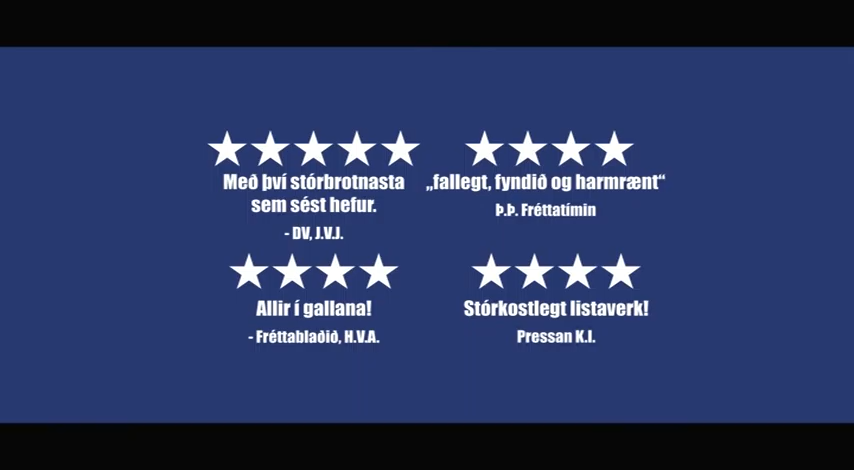 Með því stórbrotnasta
sem sést hefur.
- DV, J.V.J.
„fallegt, fyndið og harmrænt“
Þ.Þ. Fréttatímin
Allir í gallana!
- Fréttablaðið, H.V.A.
Stórkostlegt listaverk!
Pressan K.I.